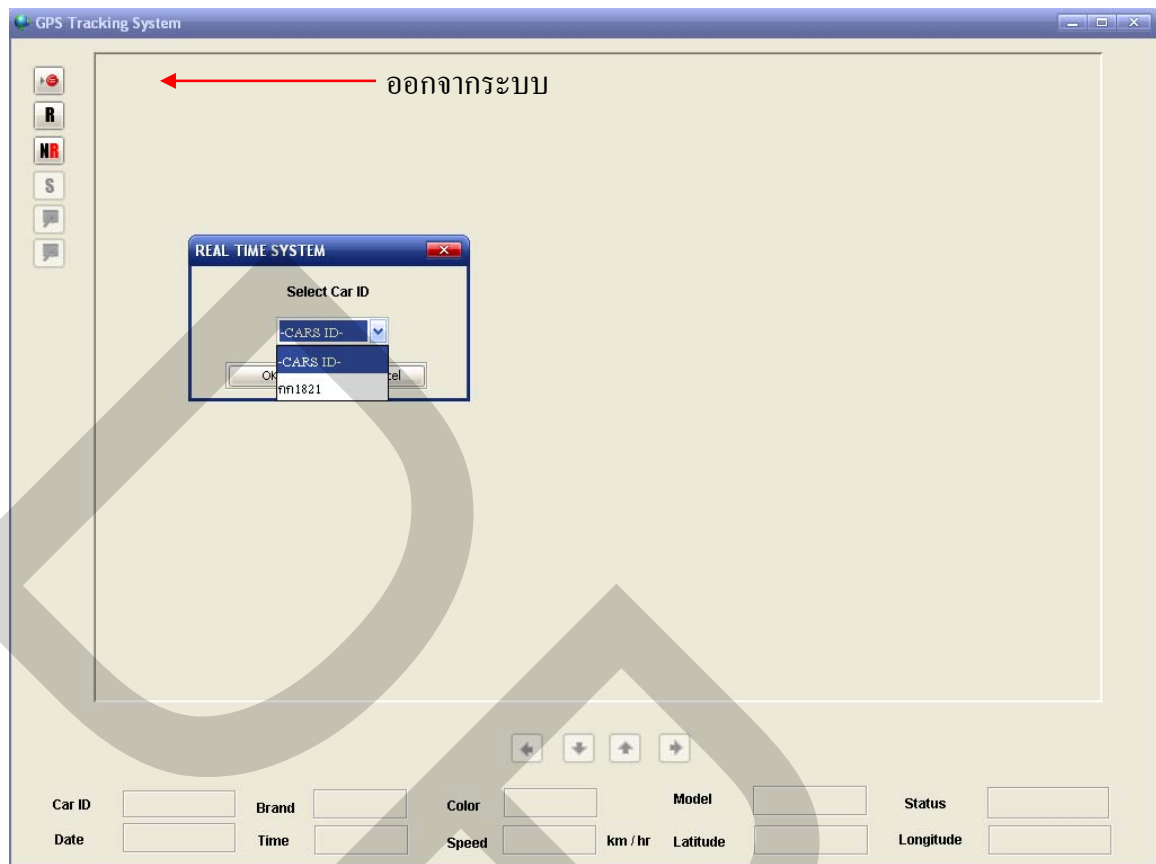 GPS Tracking System
ออกจากระบบ
R
NR
S
REAL TIME SYSTEM
Select Car ID
-CARS ID-
-CARS ID-
กก1821
Car ID
Brand
Color
Model
Status
Date
Time
Speed
km / hr
Latitude
Longitude